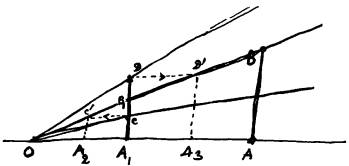 D D' B
B₁
C' C
O A₂ A₁ A₃ A